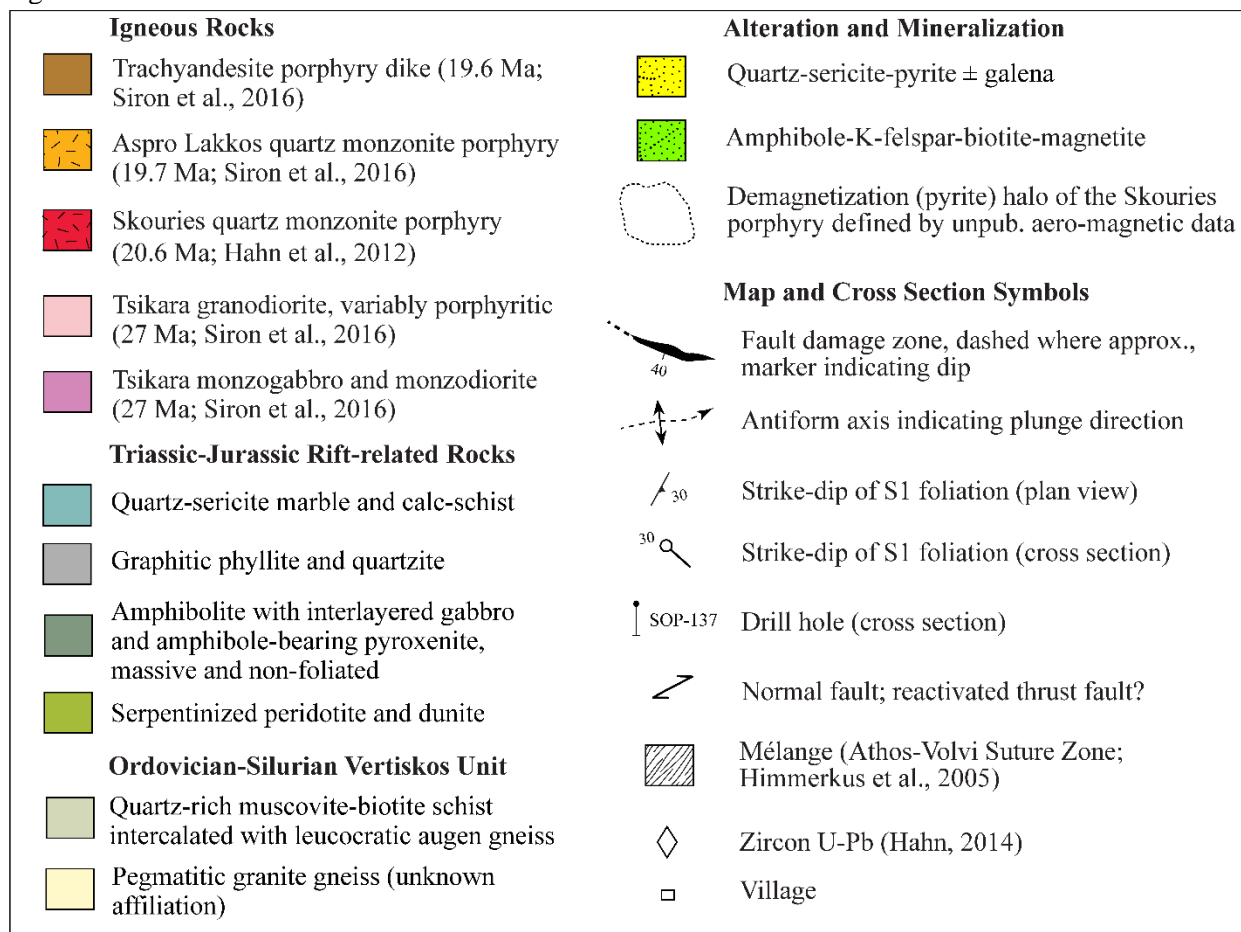 Igneous Rocks
Trachyandesite porphyry dike (19.6 Ma;
Siron et al., 2016)
Aspro Lakkos quartz monzonite porphyry
(19.7 Ma; Siron et al., 2016)
Skouries quartz monzonite porphyry
(20.6 Ma; Hahn et al., 2012)
Tsikara granodiorite, variably porphyritic
(27 Ma; Siron et al., 2016)
Tsikara monzogabbro and monzodiorite
(27 Ma; Siron et al., 2016)
Triassic-Jurassic Rift-related Rocks
Quartz-sericite marble and calc-schist
Graphitic phyllite and quartzite
Amphibolite with interlayered gabbro
and amphibole-bearing pyroxenite,
massive and non-foliated
Serpentinized peridotite and dunite
Ordovician-Silurian Vertiskos Unit
Quartz-rich muscovite-biotite schist
intercalated with leucocratic augen gneiss
Pegmatitic granite gneiss (unknown
affiliation)
Alteration and Mineralization
Quartz-sericite-pyrite ± galena
Amphibole-K-felspar-biotite-magnetite
Demagnetization (pyrite) halo of the Skouries
porphyry defined by unpub. aero-magnetic data
Map and Cross Section Symbols
40
Fault damage zone, dashed where approx.,
marker indicating dip
Antiform axis indicating plunge direction
30
Strike-dip of S1 foliation (plan view)
30
Strike-dip of S1 foliation (cross section)
SOP-137
Drill hole (cross section)
Normal fault; reactivated thrust fault?
Mélange (Athos-Volvi Suture Zone;
Himmerkus et al., 2005)
Zircon U-Pb (Hahn, 2014)
Village